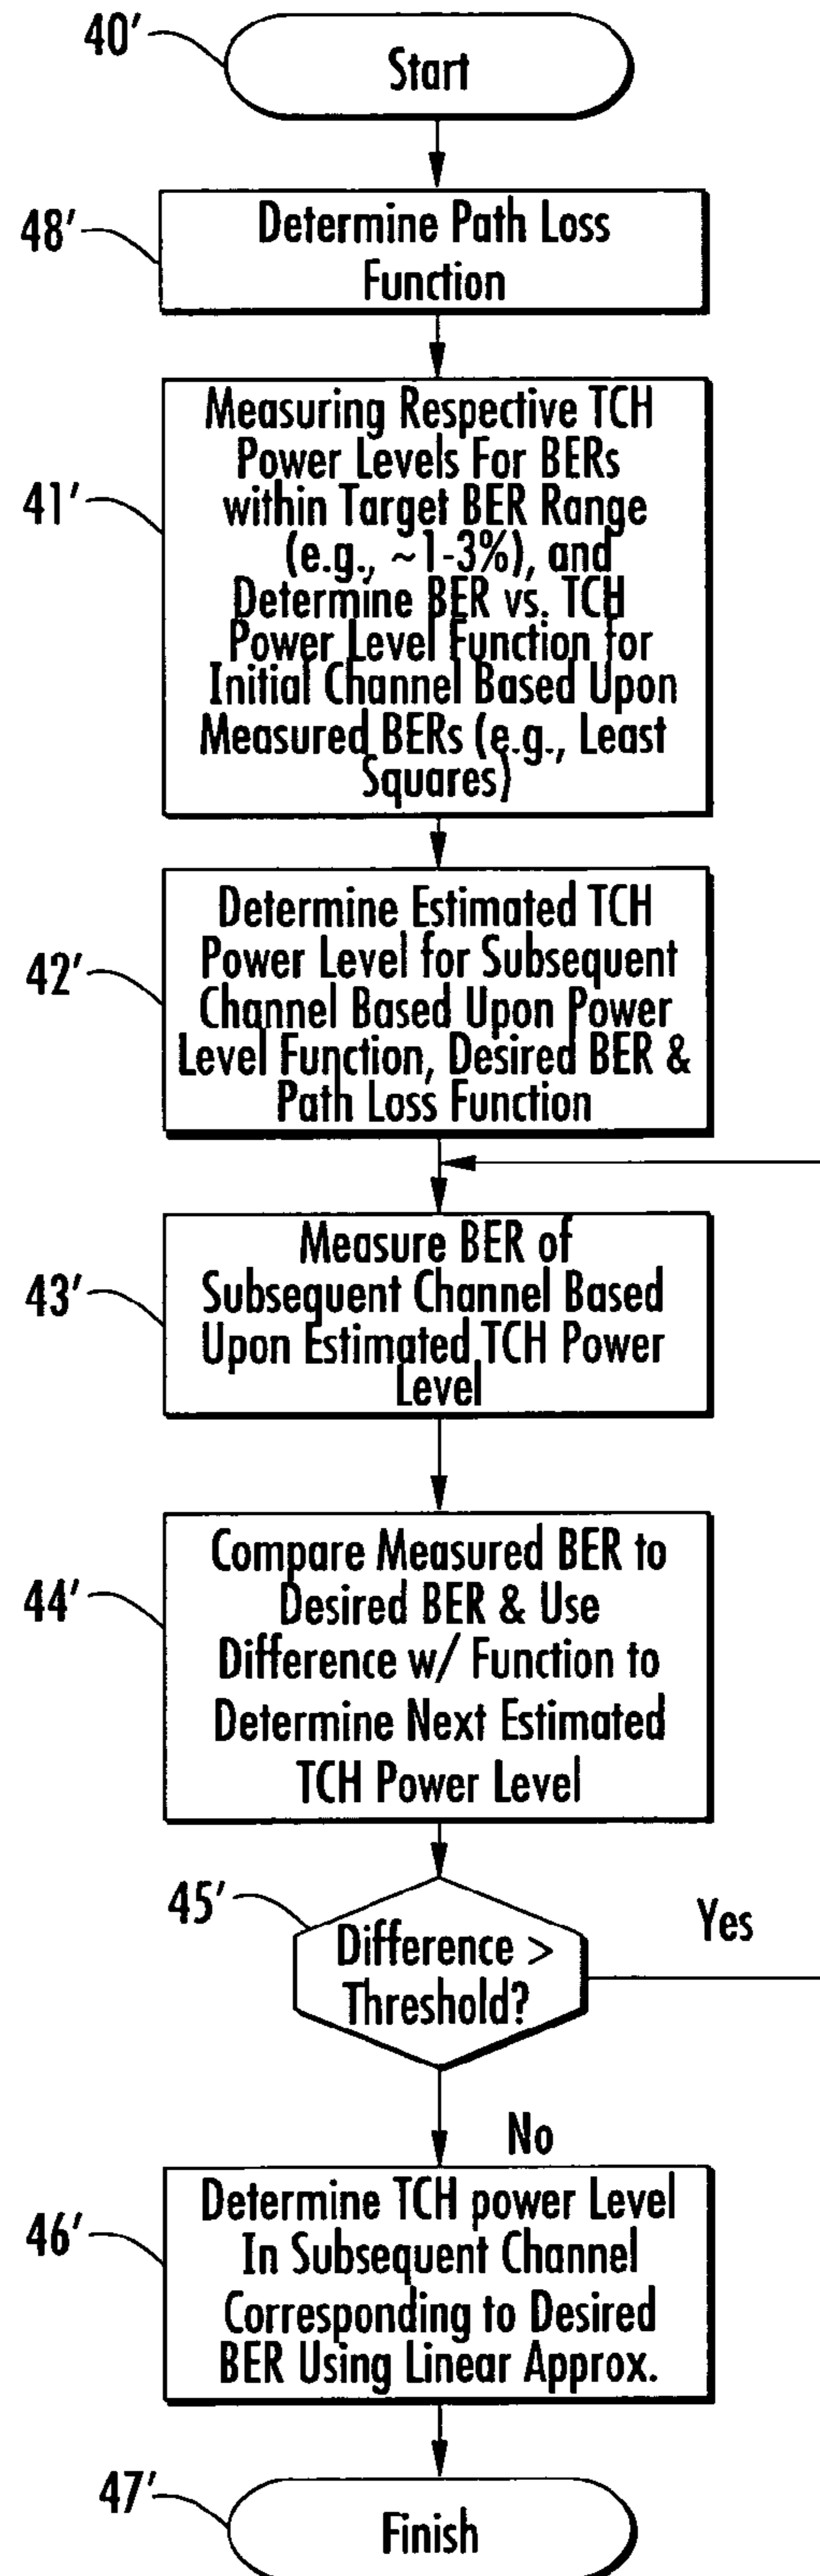 40'
Start
48'
Determine Path Loss
Function
41'
Measuring Respective TCH
Power Levels For BERs
within Target BER Range
(e.g., ~1-3%), and
Determine BER vs. TCH
Power Level Function for
Initial Channel Based Upon
Measured BERs (e.g., Least
Squares)
42'
Determine Estimated TCH
Power Level for Subsequent
Channel Based Upon Power
Level Function, Desired BER &
Path Loss Function
43'
Measure BER of
Subsequent Channel Based
Upon Estimated TCH Power
Level
44'
Compare Measured BER to
Desired BER & Use
Difference w/ Function to
Determine Next Estimated
TCH Power Level
45'
Difference >
Threshold?
Yes
No
46'
Determine TCH power Level
In Subsequent Channel
Corresponding to Desired
BER Using Linear Approx.
47'
Finish